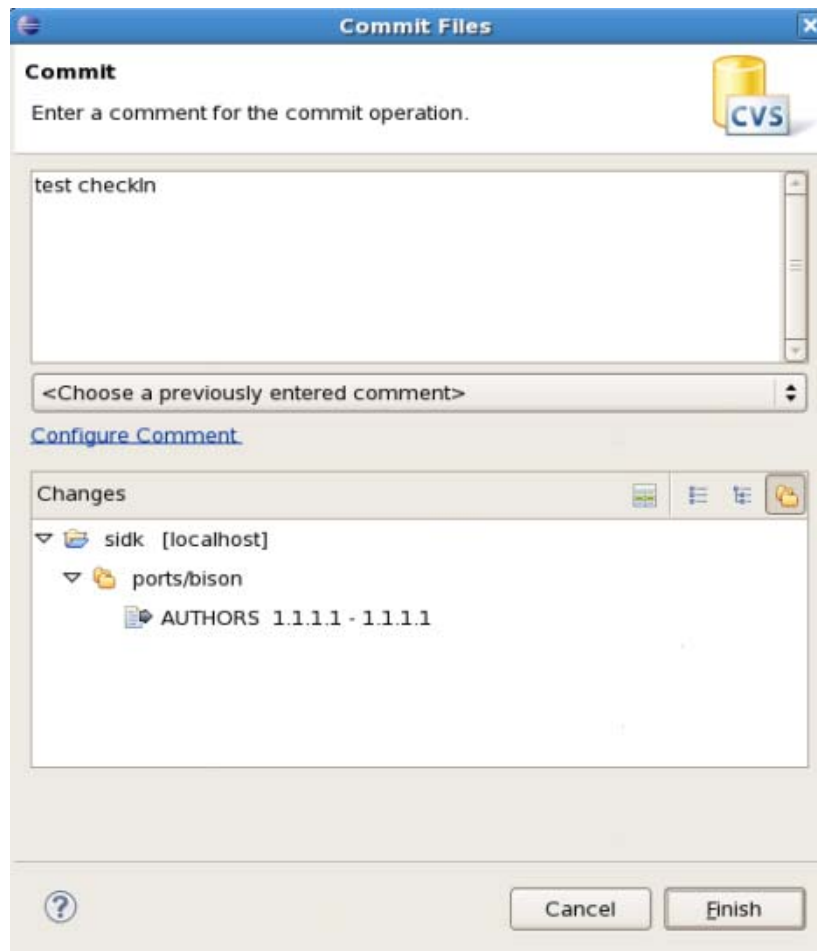 Commit Files
Commit
Enter a comment for the commit operation.
CVS
test checkIn
<Choose a previously entered comment>
Configure Comment
Changes
sidk [localhost]
ports/bison
AUTHORS 1.1.1.1 - 1.1.1.1
Cancel
Finish